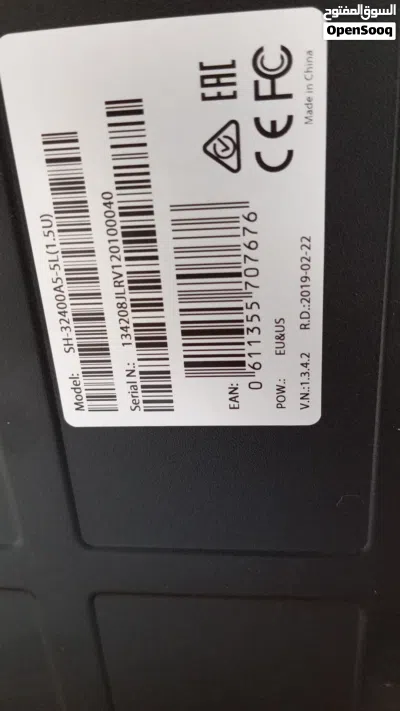 السوق المفتوح
OpenSooq
Model: SH-32400A5-5L(1.5U)
Serial N.: 134208JLRV120100040
EAN:
0 611355 707676
POW.: EU&US
V.N.:1.3.4.2 R.D.:2019-02-22
EAC
CE FC
Made in China